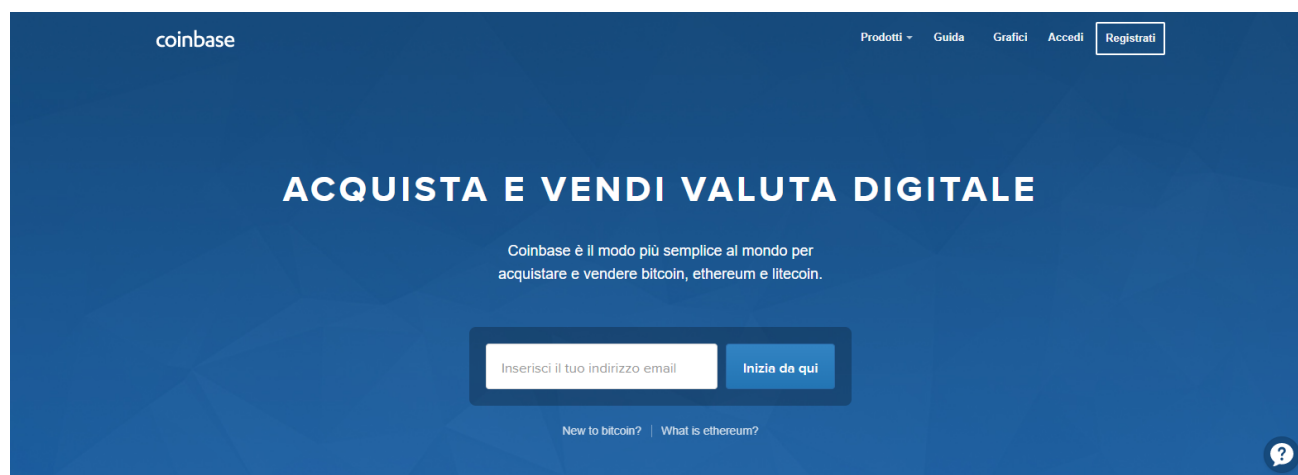 coinbase
Prodotti Guida Grafici Accedi Registrati
ACQUISTA E VENDI VALUTA DIGITALE
Coinbase è il modo più semplice al mondo per
acquistare e vendere bitcoin, ethereum e litecoin.
Inserisci il tuo indirizzo email Inizia da qui
New to bitcoin? | What is ethereum?
?